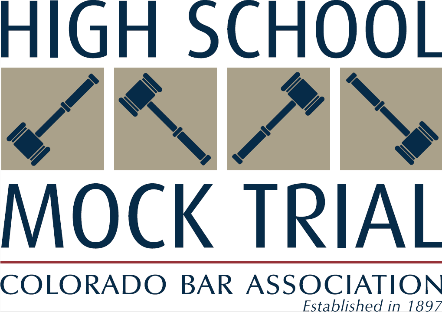 HIGH SCHOOL
MOCK TRIAL
COLORADO BAR ASSOCIATION
Established in 1897